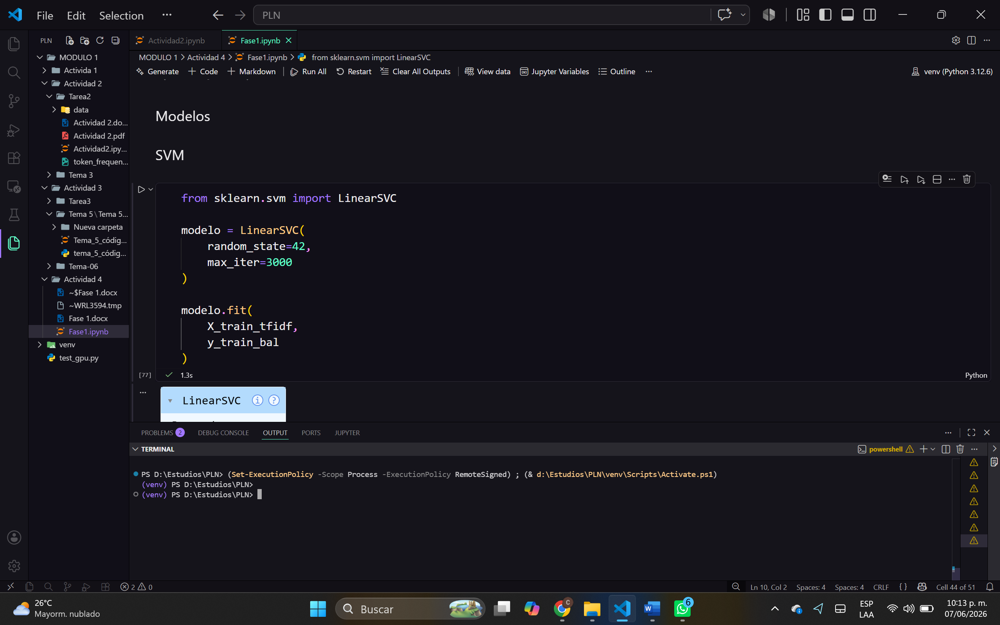 File Edit Selection ··· PLN
PLN
Actividad2.ipynb Fase1.ipynb
MODULO 1 > Actividad 4 > Fase1.ipynb > from sklearn.svm import LinearSVC
Generate + Code + Markdown Run All Restart Clear All Outputs View data Jupyter Variables Outline ··· venv (Python 3.12.6)
MODULO 1
Activida 1
Actividad 2
Tarea2
data
Actividad 2.do...
Actividad 2.pdf
Actividad2.ipy...
token_frequen...
Tema 3
Actividad 3
Tarea3
Tema 5\Tema 5...
Nueva carpeta
Tema_5_códig...
tema_5_códig...
Tema-06
Actividad 4
~$Fase 1.docx
~WRL3594.tmp
Fase 1.docx
Fase1.ipynb
venv
test_gpu.py
Modelos
SVM
from sklearn.svm import LinearSVC
modelo = LinearSVC(
random_state=42,
max_iter=3000
)
modelo.fit(
X_train_tfidf,
y_train_bal
)
[77] 1.3s Python
LinearSVC i ?
PROBLEMS 2 DEBUG CONSOLE OUTPUT PORTS JUPYTER
TERMINAL powershell
PS D:\Estudios\PLN> (Set-ExecutionPolicy -Scope Process -ExecutionPolicy RemoteSigned) ; (& d:\Estudios\PLN\venv\Scripts\Activate.ps1)
(venv) PS D:\Estudios\PLN>
(venv) PS D:\Estudios\PLN>
2 0 Ln 10, Col 2 Spaces: 4 Spaces: 4 CRLF { } Cell 44 of 51
26°C
Mayorm. nublado
Buscar
C
6
ESP
LAA
10:13 p. m.
07/06/2026